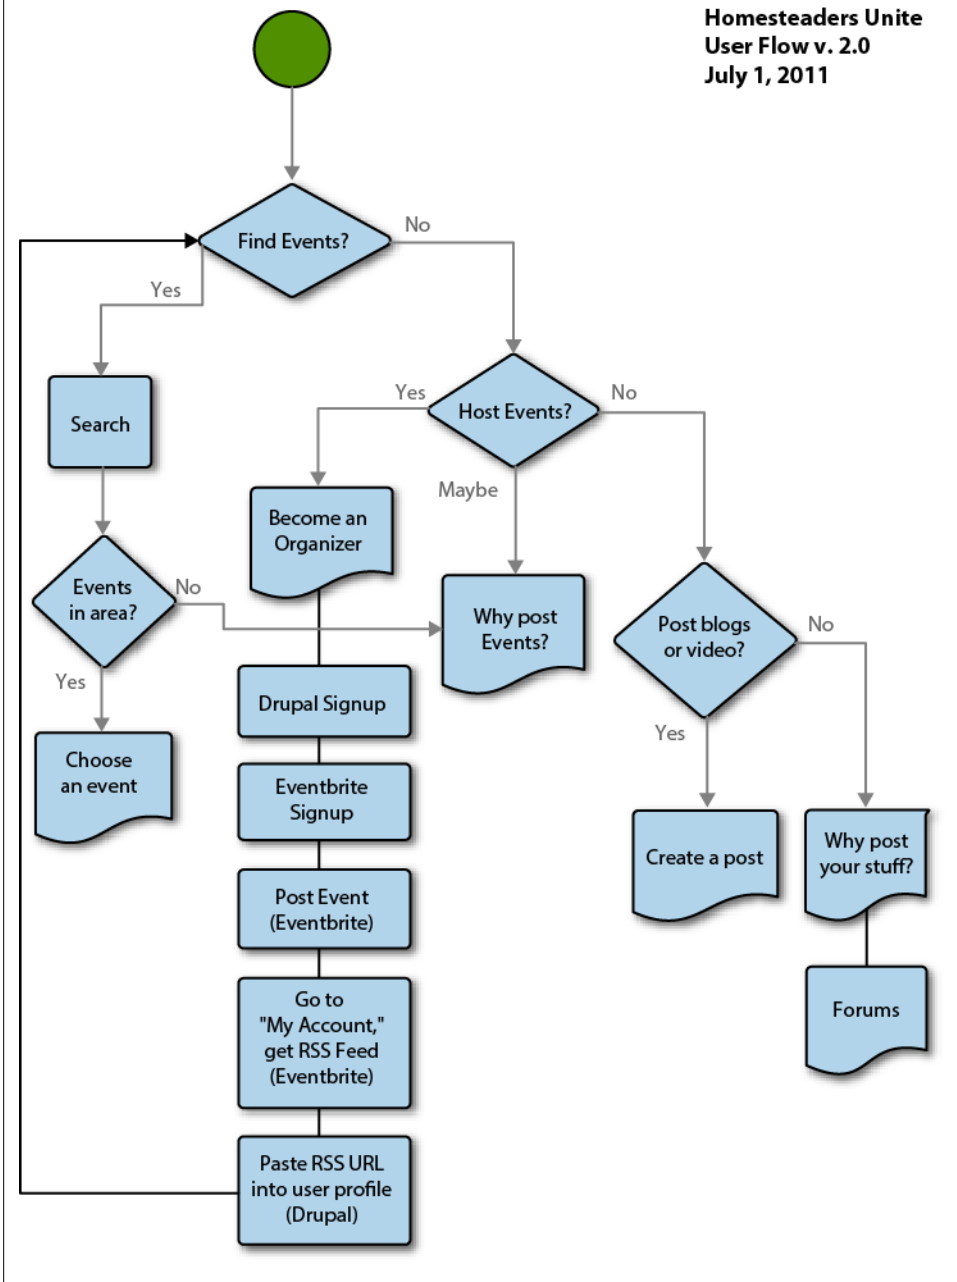 Homesteaders Unite
User Flow v. 2.0
July 1, 2011
Find Events?
No
Yes
Search
Host Events?
Yes
No
Maybe
Become an
Organizer
Events
in area?
No
Yes
Why post
Events?
Post blogs
or video?
No
Yes
Drupal Signup
Choose
an event
Eventbrite
Signup
Create a post
Why post
your stuff?
Post Event
(Eventbrite)
Go to
"My Account,"
get RSS Feed
(Eventbrite)
Forums
Paste RSS URL
into user profile
(Drupal)